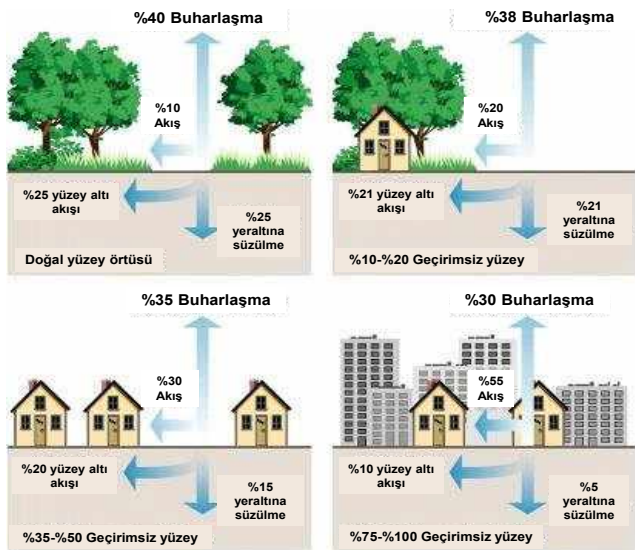 %40 Buharlaşma
%10
Akış
%25 yüzey altı
akışı
%25
yeraltına
süzülme
Doğal yüzey örtüsü
%38 Buharlaşma
%20
Akış
%21 yüzey altı
akışı
%21
yeraltına
süzülme
%10-%20 Geçirimsiz yüzey
%35 Buharlaşma
%30
Akış
%20 yüzey altı
akışı
%15
yeraltına
süzülme
%35-%50 Geçirimsiz yüzey
%30 Buharlaşma
%55
Akış
%10 yüzey altı
akışı
%5
yeraltına
süzülme
%75-%100 Geçirimsiz yüzey